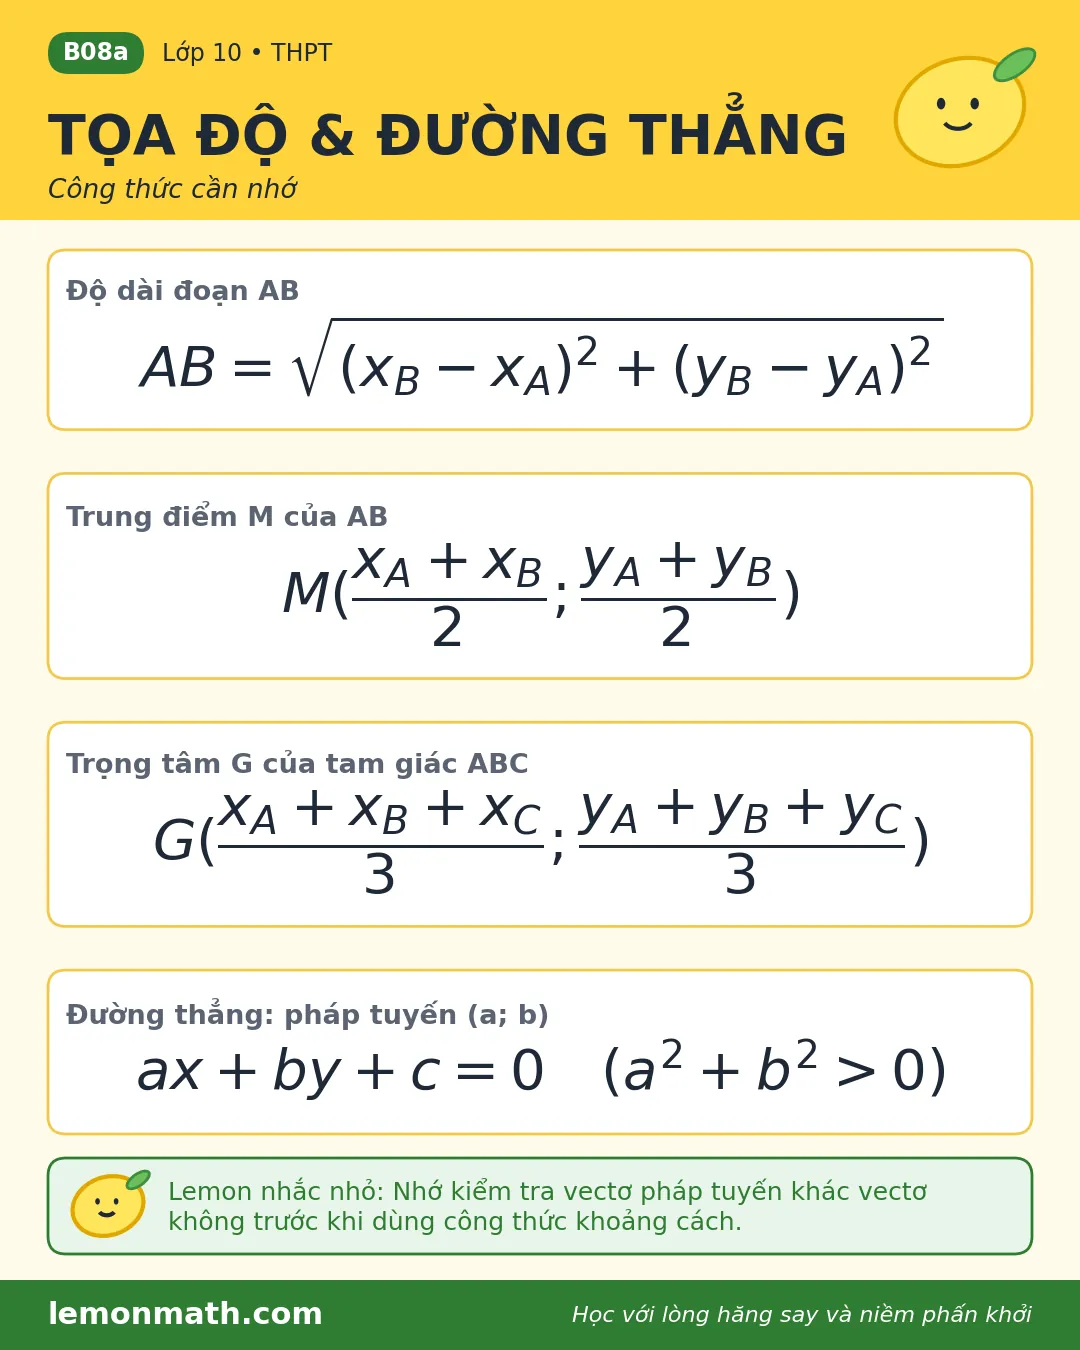 B08a Lớp 10 • THPT
TỌA ĐỘ & ĐƯỜNG THẲNG
Công thức cần nhớ
Độ dài đoạn AB
AB = √((x_B − x_A)² + (y_B − y_A)²)
Trung điểm M của AB
M((x_A + x_B)/2 ; (y_A + y_B)/2)
Trọng tâm G của tam giác ABC
G((x_A + x_B + x_C)/3 ; (y_A + y_B + y_C)/3)
Đường thẳng: pháp tuyến (a; b)
ax + by + c = 0 (a² + b² > 0)
Lemon nhắc nhỏ: Nhớ kiểm tra vectơ pháp tuyến khác vectơ
không trước khi dùng công thức khoảng cách.
lemonmath.com
Học với lòng hăng say và niềm phấn khởi